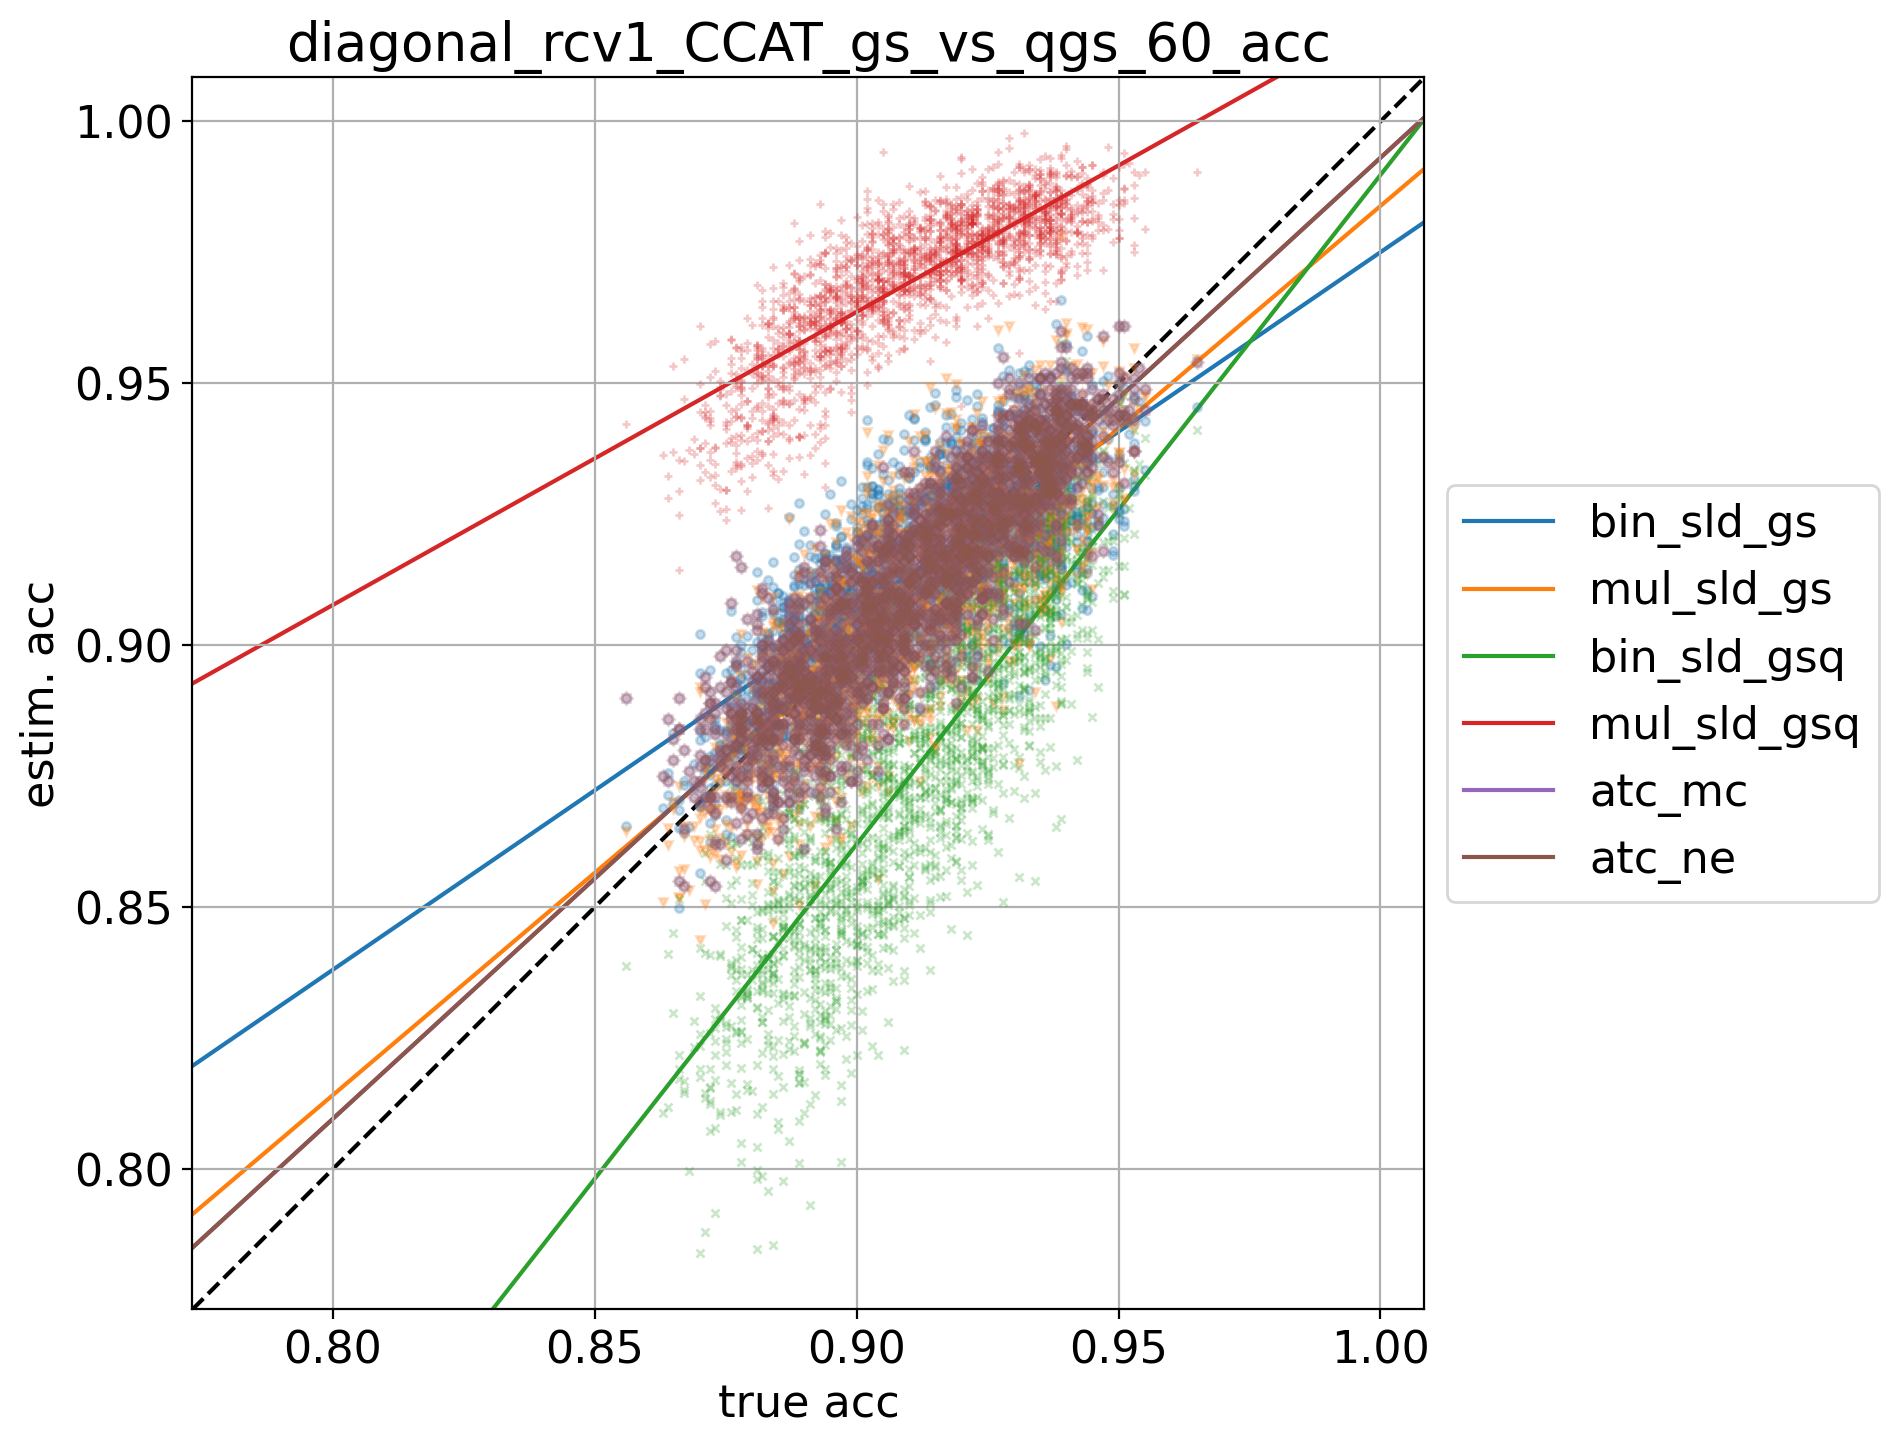 diagonal_rcv1_CCAT_gs_vs_qgs_60_acc
1.00
0.95
0.90
0.85
0.80
estim. acc
0.80 0.85 0.90 0.95 1.00
true acc
bin_sld_gs
mul_sld_gs
bin_sld_gsq
mul_sld_gsq
atc_mc
atc_ne